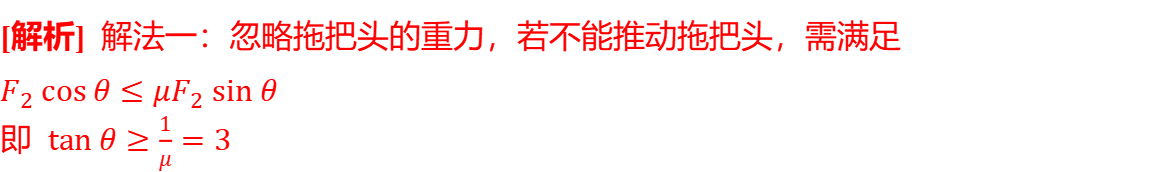 [解析] 解法一：忽略拖把头的重力，若不能推动拖把头，需满足
F₂ cos θ ≤ μF₂ sin θ
即 tan θ ≥ 1/μ = 3